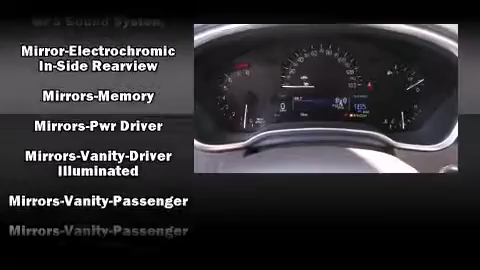 Mirror-Electrochromic
In-Side Rearview
Mirrors-Memory
Mirrors-Pwr Driver
Mirrors-Vanity-Driver
Illuminated
Mirrors-Vanity-Passenger
Mirrors-Vanity-Passenger